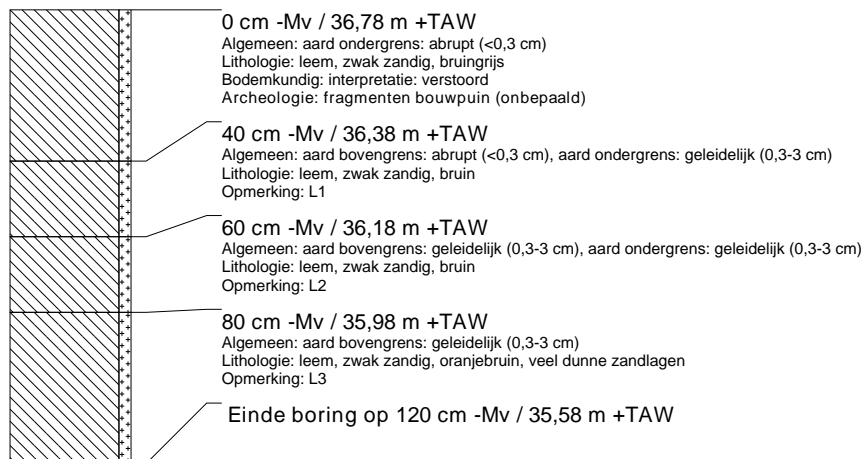 0 cm -Mv / 36,78 m +TAW
Algemeen: aard ondergrens: abrupt (<0,3 cm)
Lithologie: leem, zwak zandig, bruingrijs
Bodemkundig: interpretatie: verstoord
Archeologie: fragmenten bouwpuin (onbepaald)
40 cm -Mv / 36,38 m +TAW
Algemeen: aard bovengrens: abrupt (<0,3 cm), aard ondergrens: geleidelijk (0,3-3 cm)
Lithologie: leem, zwak zandig, bruin
Opmerking: L1
60 cm -Mv / 36,18 m +TAW
Algemeen: aard bovengrens: geleidelijk (0,3-3 cm), aard ondergrens: geleidelijk (0,3-3 cm)
Lithologie: leem, zwak zandig, bruin
Opmerking: L2
80 cm -Mv / 35,98 m +TAW
Algemeen: aard bovengrens: geleidelijk (0,3-3 cm)
Lithologie: leem, zwak zandig, oranjebruin, veel dunne zandlagen
Opmerking: L3
Einde boring op 120 cm -Mv / 35,58 m +TAW